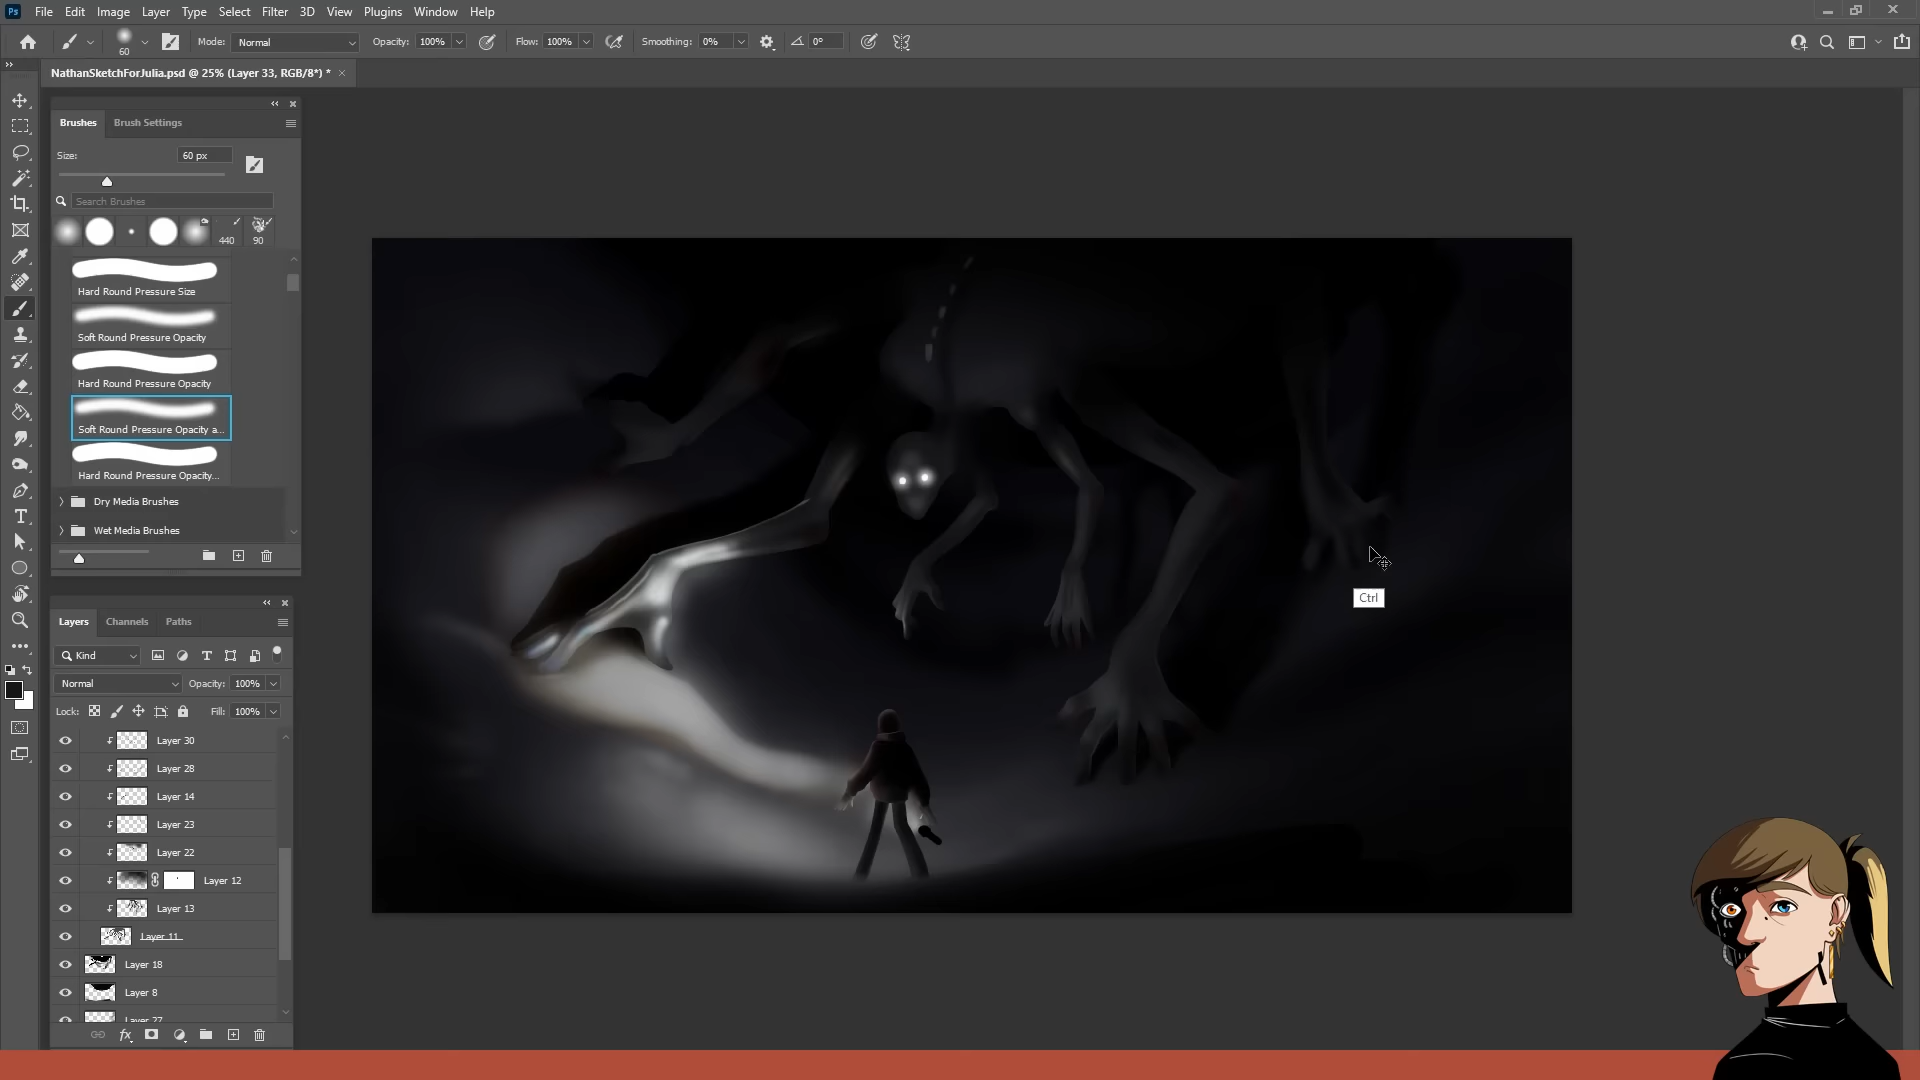 Ps File Edit Image Layer Type Select Filter 3D View Plugins Window Help
60 Mode: Normal Opacity: 100% Flow: 100% Smoothing: 0% 0°
NathanSketchForJulia.psd @ 25% (Layer 33, RGB/8*) *
Brushes Brush Settings
Size: 60 px
Search Brushes
440 90
Hard Round Pressure Size
Soft Round Pressure Opacity
Hard Round Pressure Opacity
Soft Round Pressure Opacity a...
Hard Round Pressure Opacity...
Dry Media Brushes
Wet Media Brushes
Ctrl
Layers Channels Paths
Kind
Normal Opacity: 100%
Lock: Fill: 100%
Layer 30
Layer 28
Layer 14
Layer 23
Layer 22
Layer 12
Layer 13
Layer 11
Layer 18
Layer 8
Layer 27
fx